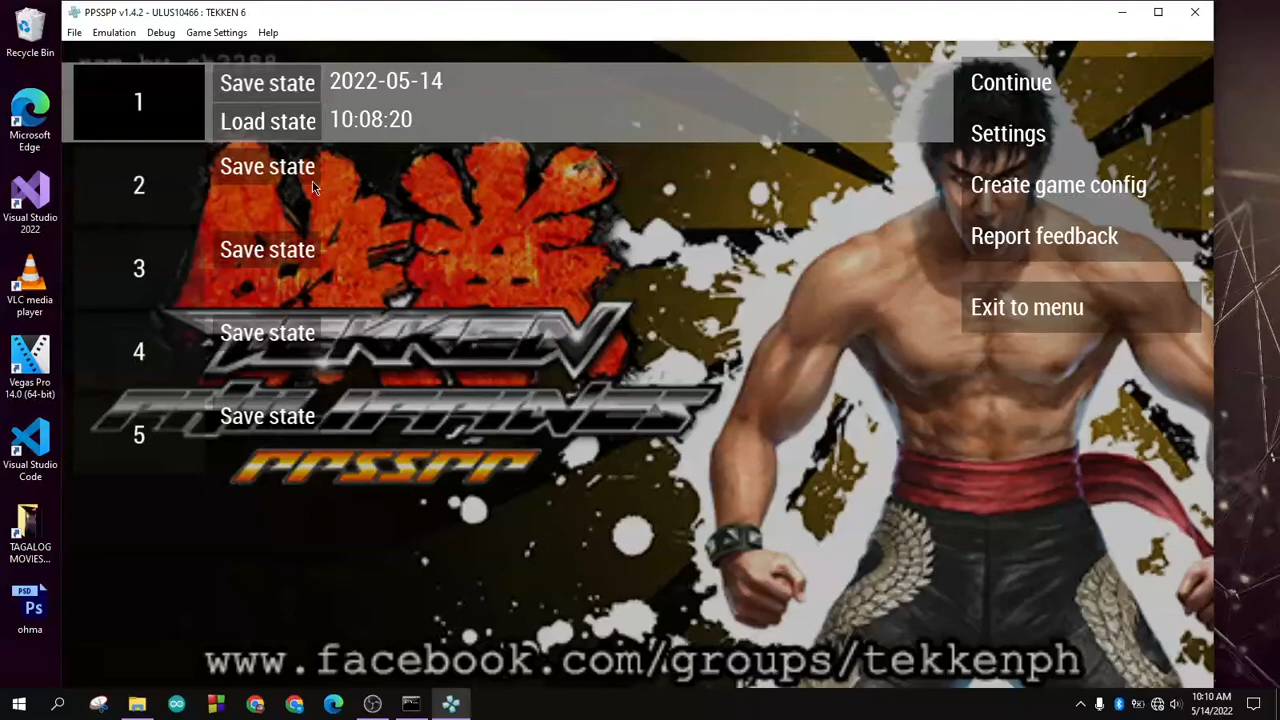 PPSSPP v1.4.2 - ULUS10466 : TEKKEN 6
File Emulation Debug Game Settings Help
Recycle Bin
Microsoft
Edge
Visual Studio
2022
VLC media
player
Vegas Pro
14.0 (64-bit)
Visual Studio
Code
TAGALOG
MOVIES...
PSD
Ps
ohma
1
Save state
2022-05-14
Load state
10:08:20
2
Save state
3
Save state
4
Save state
5
Save state
Continue
Settings
Create game config
Report feedback
Exit to menu
TEKKEN
PHILIPPINES
PPSSPP
www.facebook.com/groups/tekkenph
10:10 AM
5/14/2022